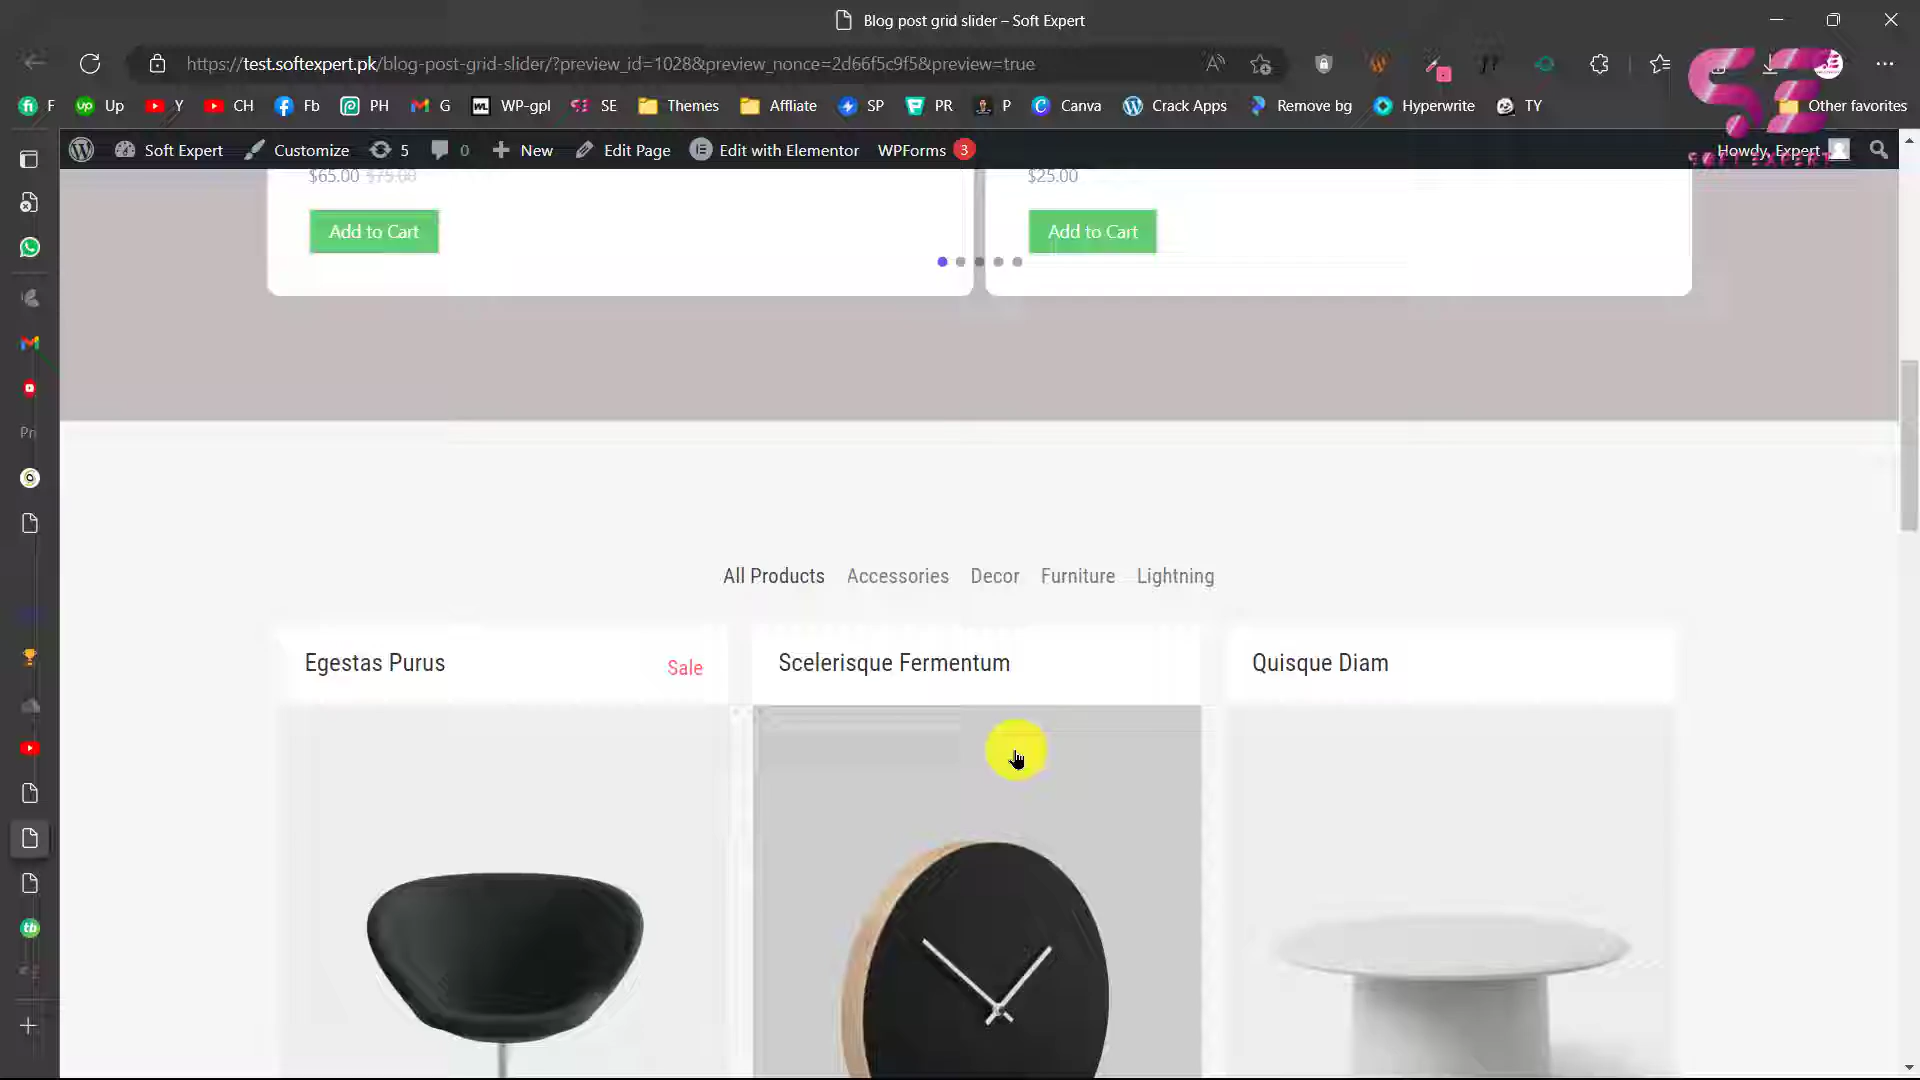 Blog post grid slider – Soft Expert
https://test.softexpert.pk/blog-post-grid-slider/?preview_id=1028&preview_nonce=2d66f5c9f5&preview=true
F Up Y CH Fb PH G WP-gpl SE Themes Affliate SP PR P Canva Crack Apps Remove bg Hyperwrite TY Other favorites
Soft Expert Customize 5 0 New Edit Page Edit with Elementor WPForms 3 Howdy, Expert
SOFT EXPERT
$65.00 $75.00 $25.00
Add to Cart Add to Cart
All Products Accessories Decor Furniture Lightning
Egestas Purus Sale Scelerisque Fermentum Quisque Diam